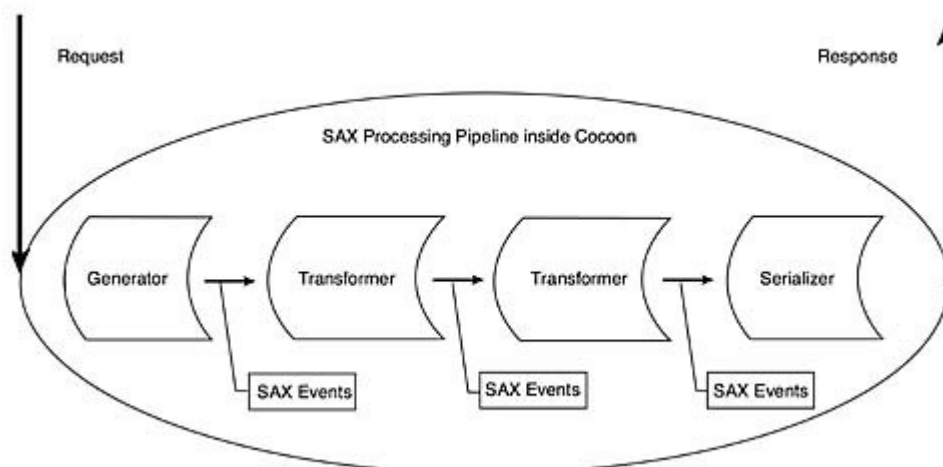 Request
Response
SAX Processing Pipeline inside Cocoon
Generator
Transformer
Transformer
Serializer
SAX Events
SAX Events
SAX Events